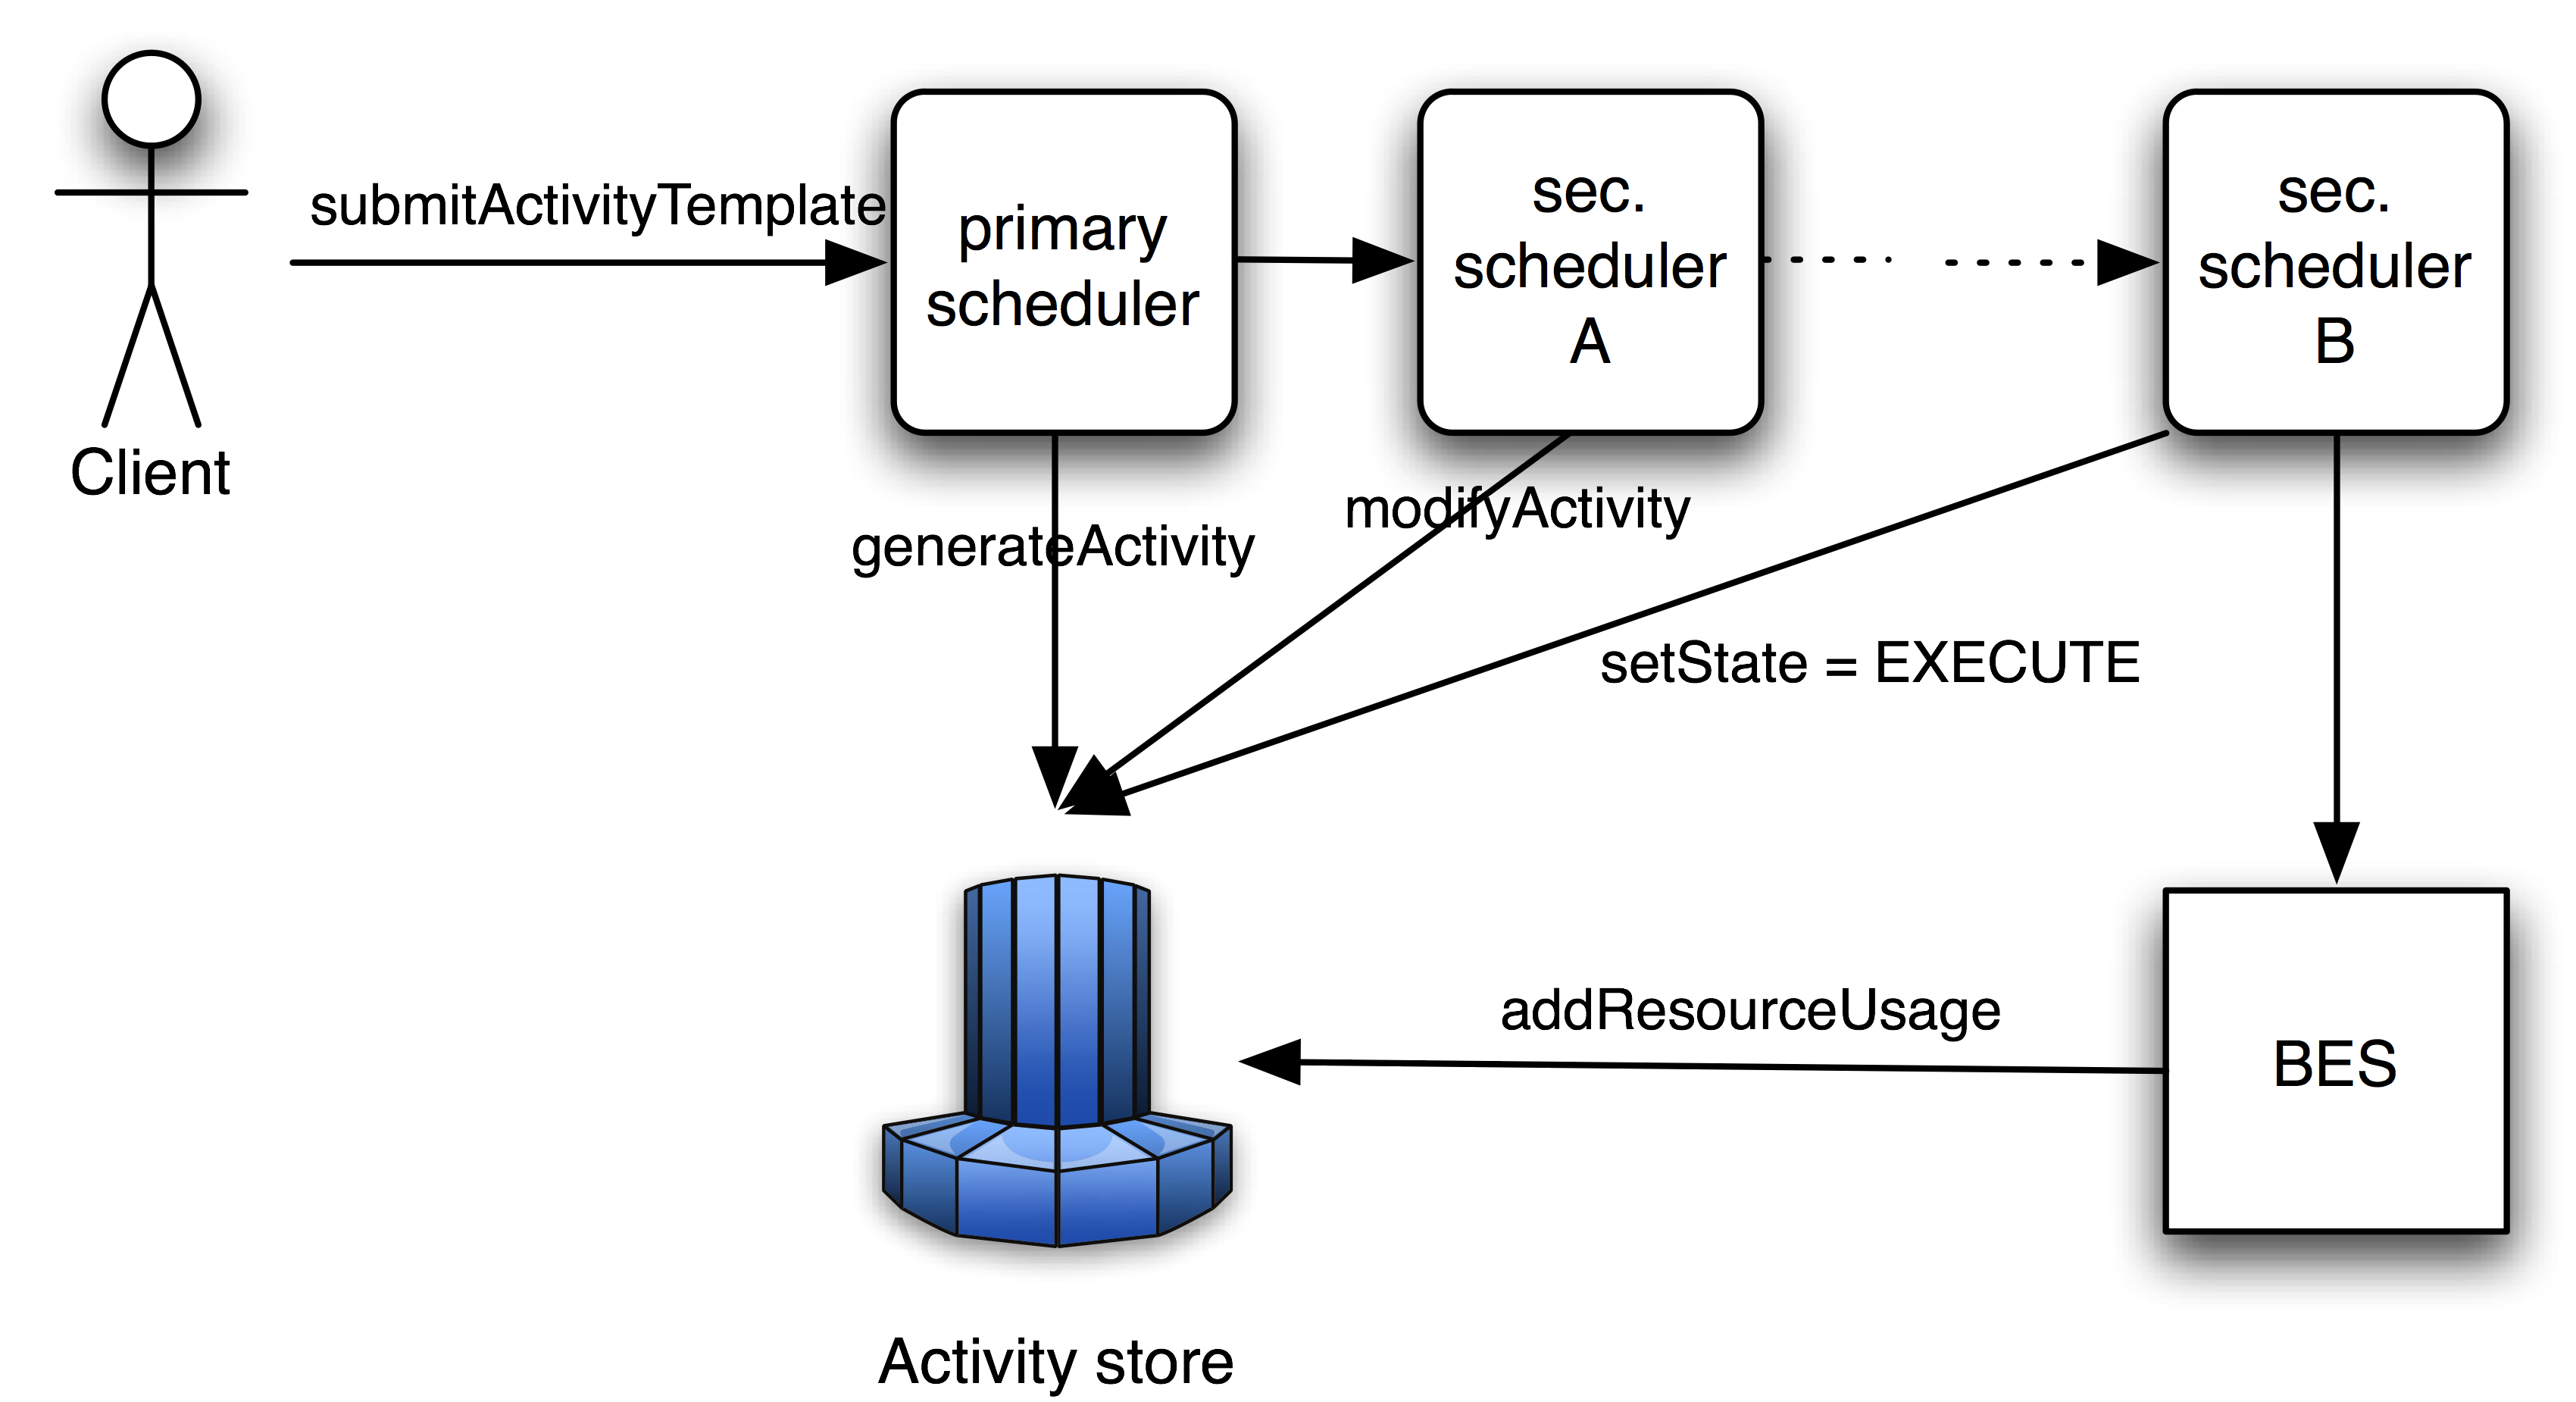 submitActivityTemplate
primary
scheduler
sec.
scheduler
A
sec.
scheduler
B
Client
generateActivity
modifyActivity
setState = EXECUTE
addResourceUsage
BES
Activity store